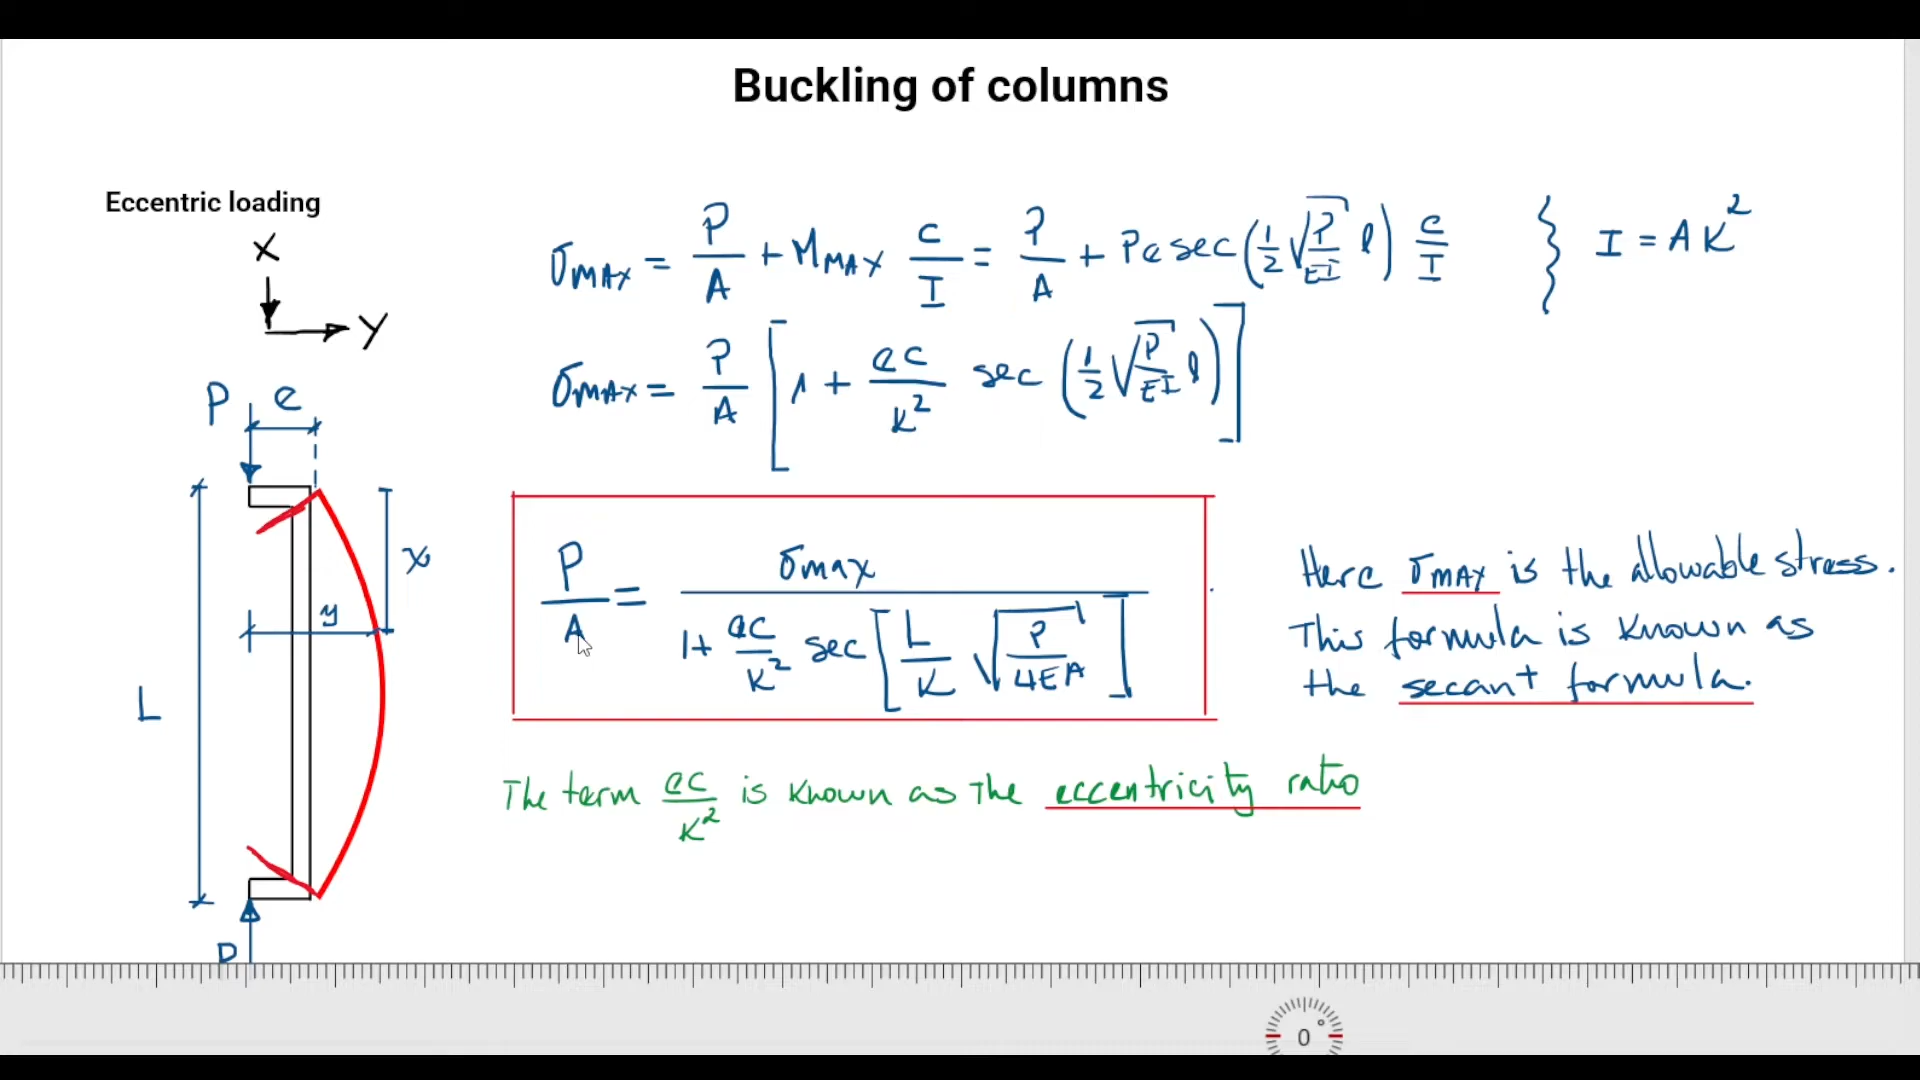 Buckling of columns
Eccentric loading
X
Y
P e
x
y
L
P
σMAX = P/A + MMAX c/I = P/A + Pe sec(1/2 √(P/EI) l) c/I } I = AK²
σMAX = P/A [1 + ec/k² sec(1/2 √(P/EI) l)]
P/A = σmax / (1 + ec/k² sec[L/K √(P/4EA)])
Here σMAX is the allowable stress.
This formula is known as
the secant formula.
The term ec/k² is known as the eccentricity ratio
0°